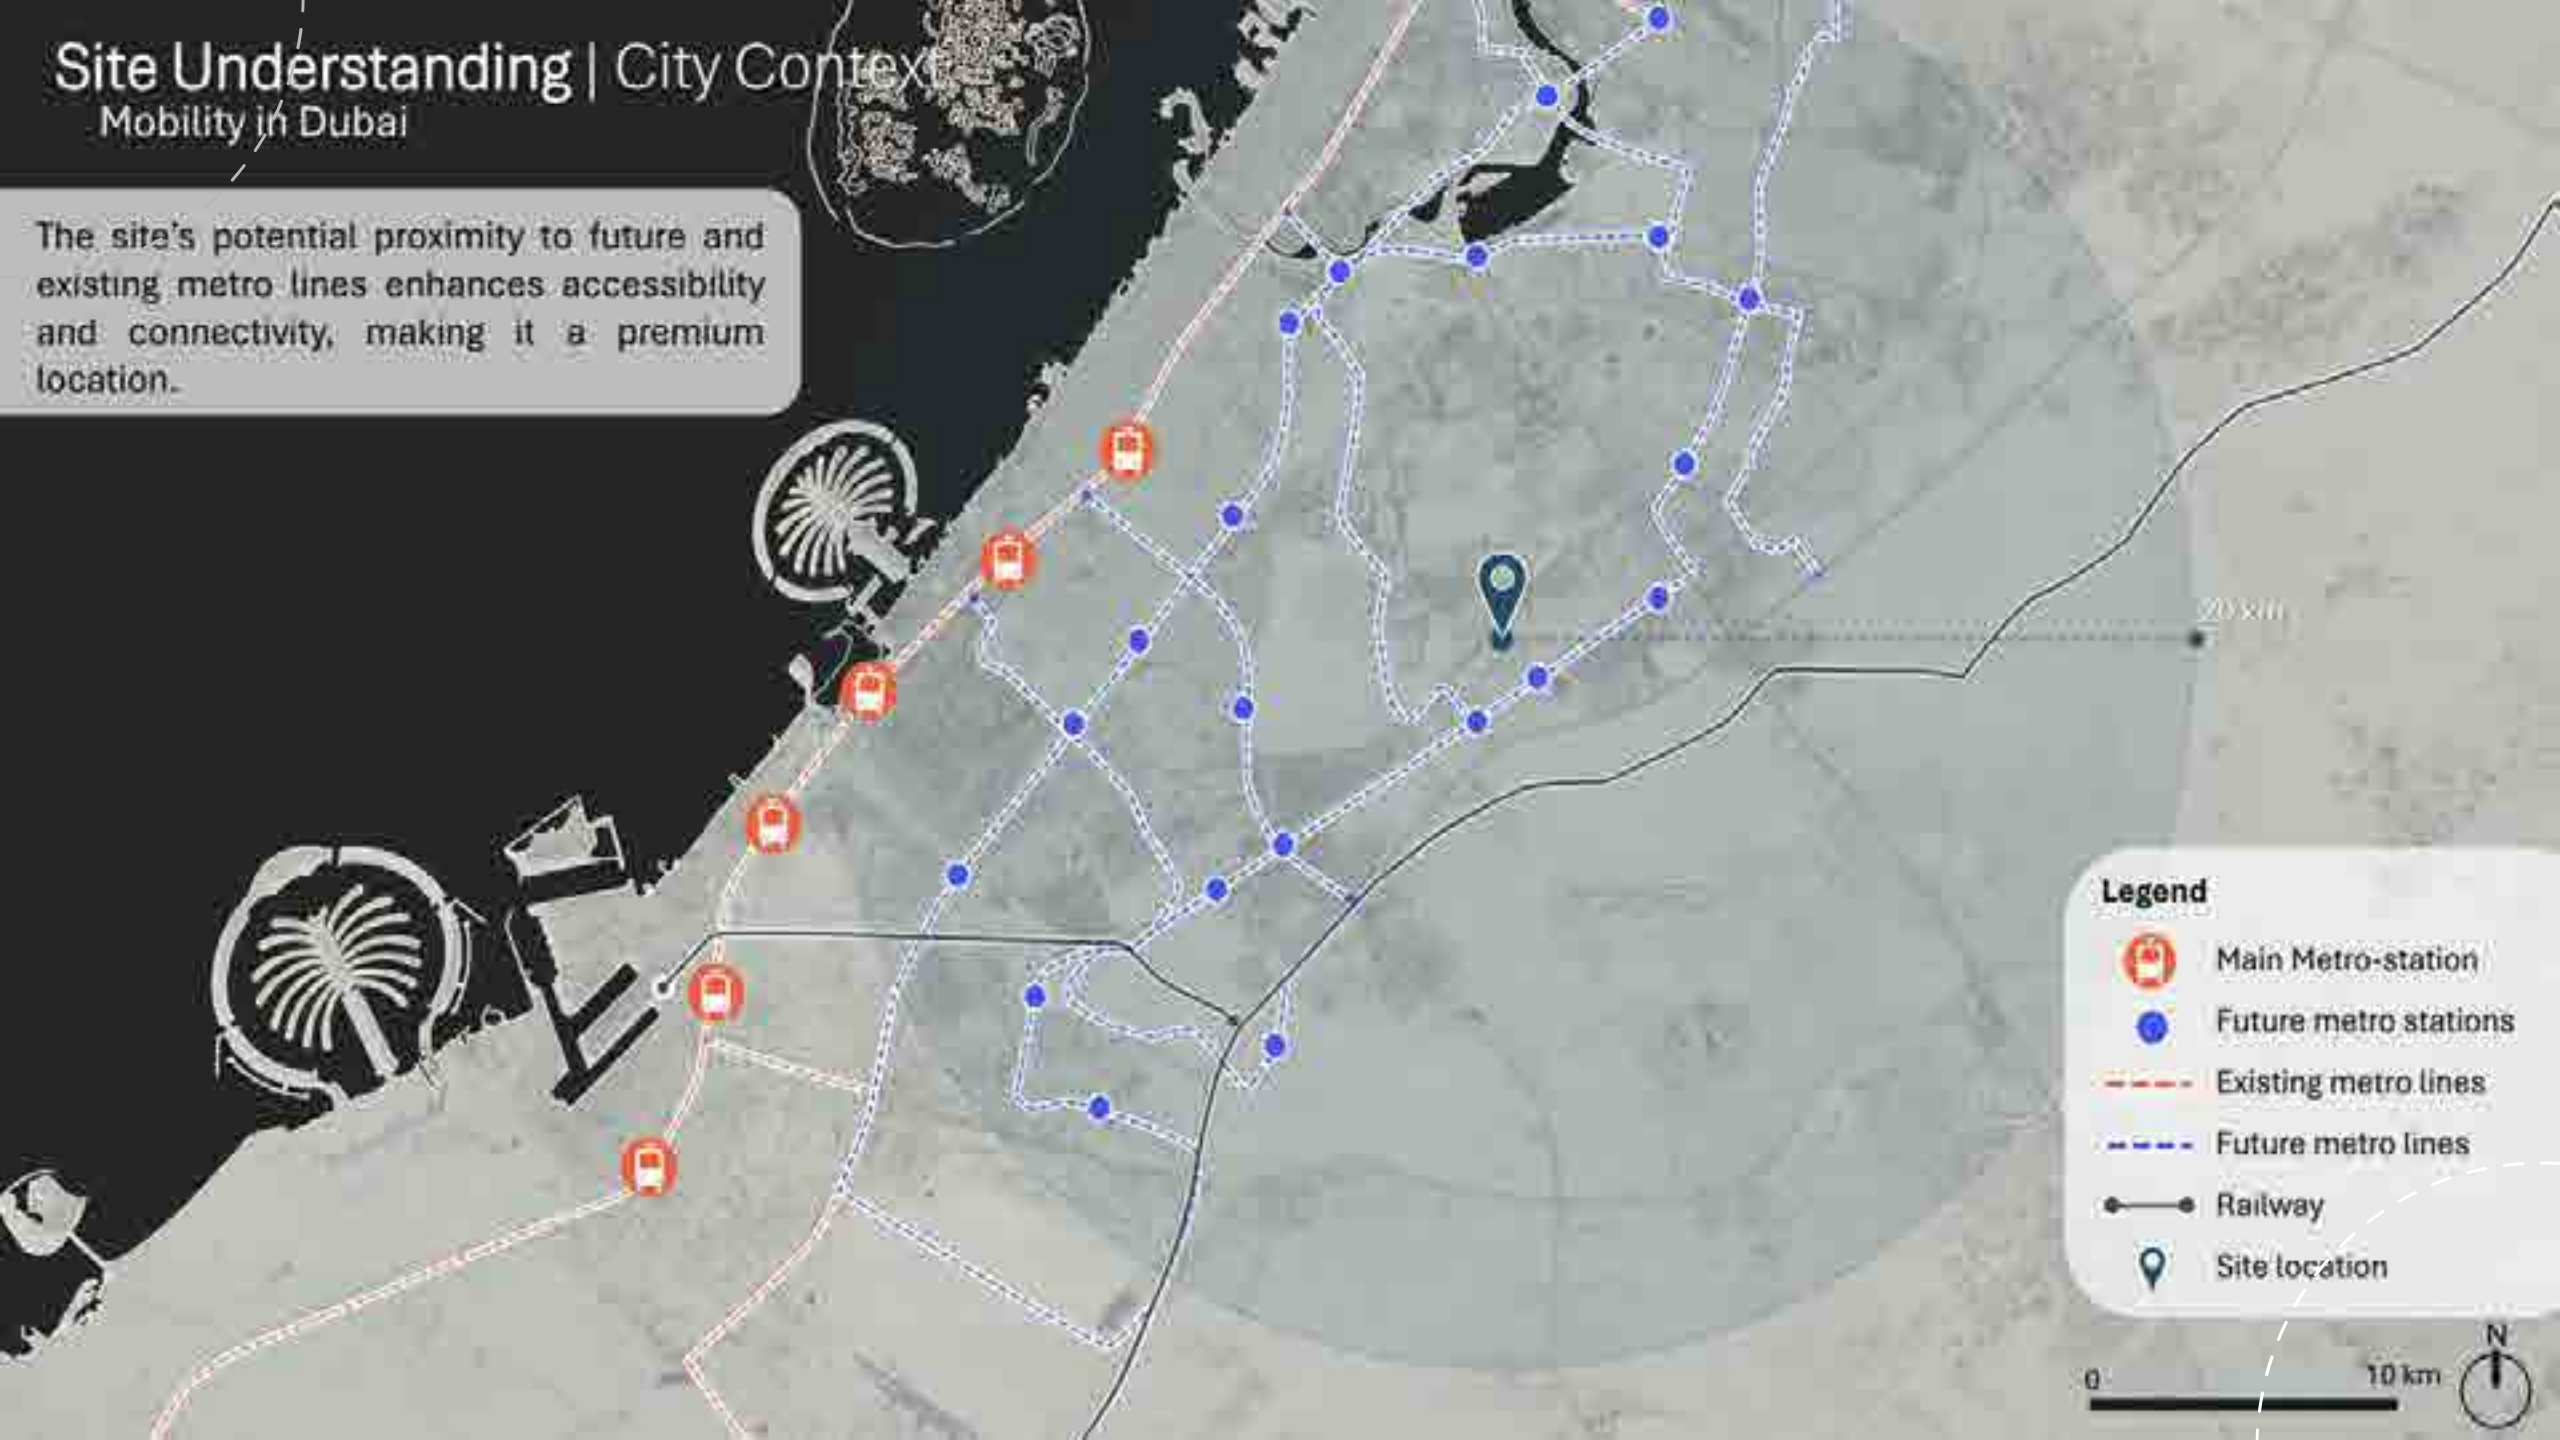 Site Understanding | City Context
Mobility in Dubai
The site's potential proximity to future and
existing metro lines enhances accessibility
and connectivity, making it a premium
location.
20 km
Legend
Main Metro-station
Future metro stations
Existing metro lines
Future metro lines
Railway
Site location
N
0
10 km